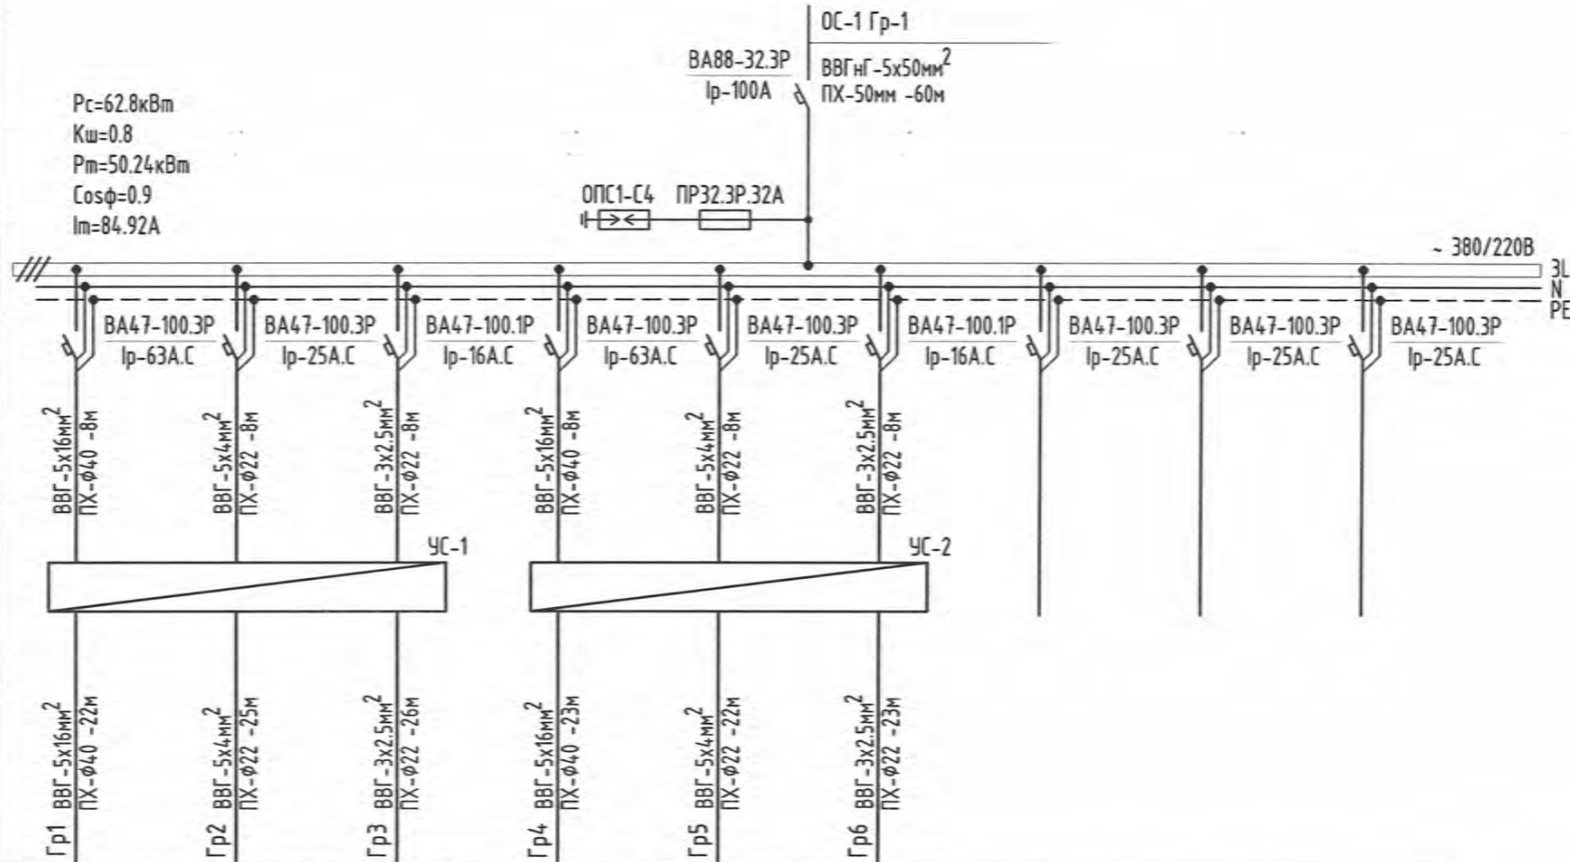 ОС-1 Гр-1
ВА88-32.3Р
Iр-100А
ВВГнГ-5х50мм²
ПХ-50мм -60м
Рс=62.8кВт
Кш=0.8
Рт=50.24кВт
Cosф=0.9
Iт=84.92А
ОПС1-С4
ПР32.3Р.32А
~ 380/220В
3L
N
PE
ВА47-100.3Р
Iр-63А.С
ВА47-100.3Р
Iр-25А.С
ВА47-100.1Р
Iр-16А.С
ВА47-100.3Р
Iр-63А.С
ВА47-100.3Р
Iр-25А.С
ВА47-100.1Р
Iр-16А.С
ВА47-100.3Р
Iр-25А.С
ВА47-100.3Р
Iр-25А.С
ВА47-100.3Р
Iр-25А.С
ВВГ-5х16мм²
ПХ-ф40 -8м
ВВГ-5х4мм²
ПХ-ф22 -8м
ВВГ-3х2.5мм²
ПХ-ф22 -8м
ВВГ-5х16мм²
ПХ-ф40 -8м
ВВГ-5х4мм²
ПХ-ф22 -8м
ВВГ-3х2.5мм²
ПХ-ф22 -8м
УС-1
УС-2
Гр1 ВВГ-5х16мм²
ПХ-ф40 -22м
Гр2 ВВГ-5х4мм²
ПХ-ф22 -25м
Гр3 ВВГ-3х2.5мм²
ПХ-ф22 -26м
Гр4 ВВГ-5х16мм²
ПХ-ф40 -23м
Гр5 ВВГ-5х4мм²
ПХ-ф22 -22м
Гр6 ВВГ-3х2.5мм²
ПХ-ф22 -23м